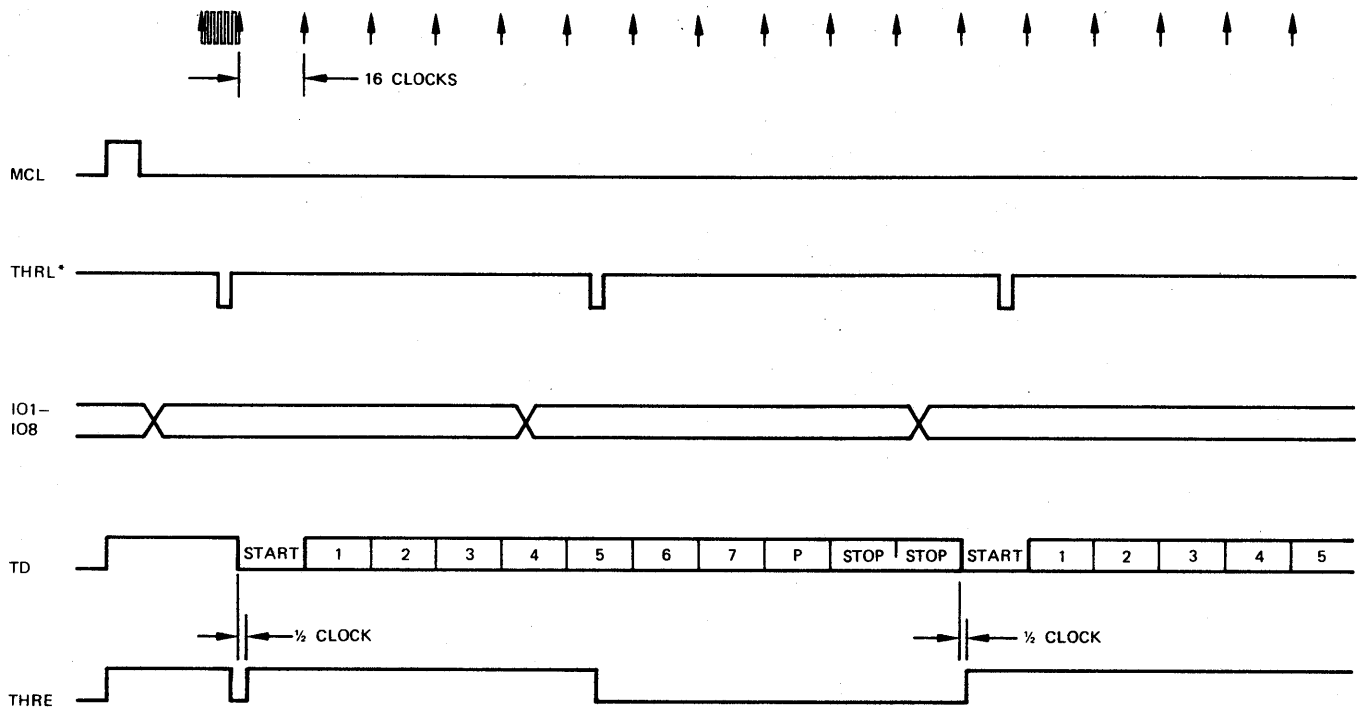 16 CLOCKS
MCL
THRL*
IO1–
IO8
TD
START 1 2 3 4 5 6 7 P STOP STOP START 1 2 3 4 5
½ CLOCK ½ CLOCK
THRE